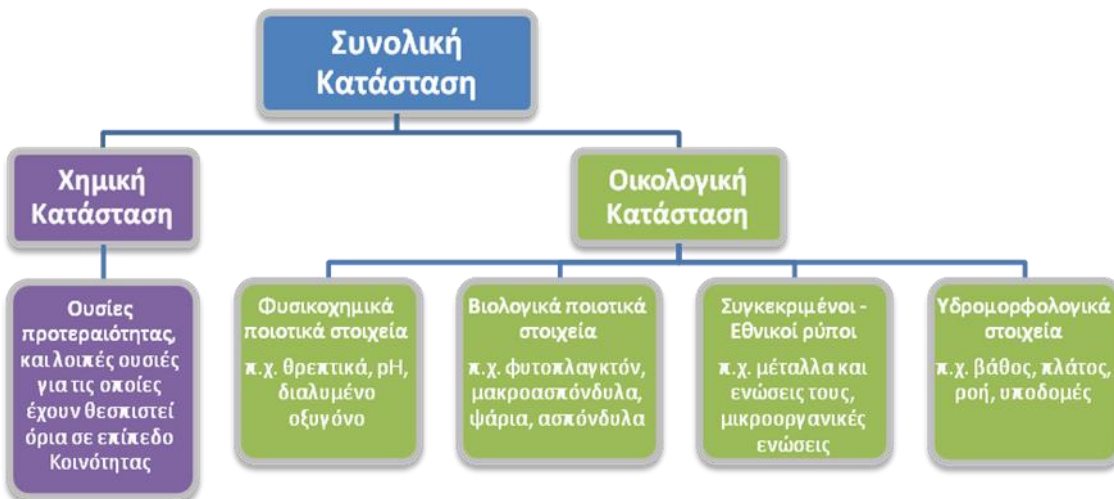 Συνολική
Κατάσταση
Χημική
Κατάσταση
Οικολογική
Κατάσταση
Ουσίες
προτεραιότητας,
και λοιπές ουσιές
για τις οποίες
έχουν θεσπιστεί
όρια σε επίπεδο
Κοινότητας
Φυσικοχημικά
ποιοτικά στοιχεία
π.χ. θρεπτικά, pH,
διαλυμένο
οξυγόνο
Βιολογικά ποιοτικά
στοιχεία
π.χ. φυτοπλαγκτόν,
μακροασπόνδυλα,
ψάρια, ασπόνδυλα
Συγκεκριμένοι -
Εθνικοί ρύποι
π.χ. μέταλλα και
ενώσεις τους,
μικροοργανικές
ενώσεις
Υδρομορφολογικά
στοιχεία
π.χ. βάθος, πλάτος,
ροή, υποδομές